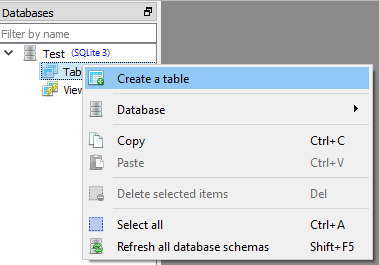 Databases
Filter by name
Test (SQLite 3)
Tab
View
Create a table
Database
Copy Ctrl+C
Paste Ctrl+V
Delete selected items Del
Select all Ctrl+A
Refresh all database schemas Shift+F5